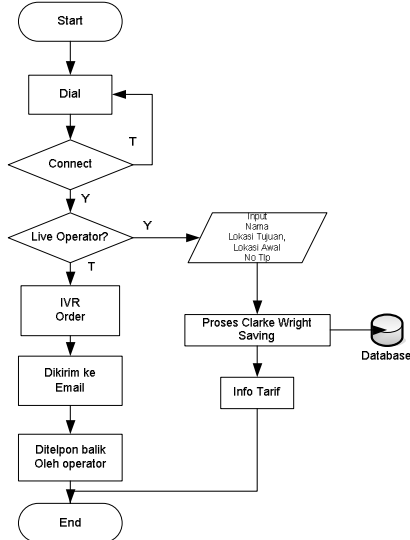 Start
Dial
T
Connect
Y
Live Operator?
Y
T
Input
Nama
Lokasi Tujuan,
Lokasi Awal
No Tlp
IVR
Order
Proses Clarke Wright
Saving
Database
Dikirim ke
Email
Info Tarif
Ditelpon balik
Oleh operator
End